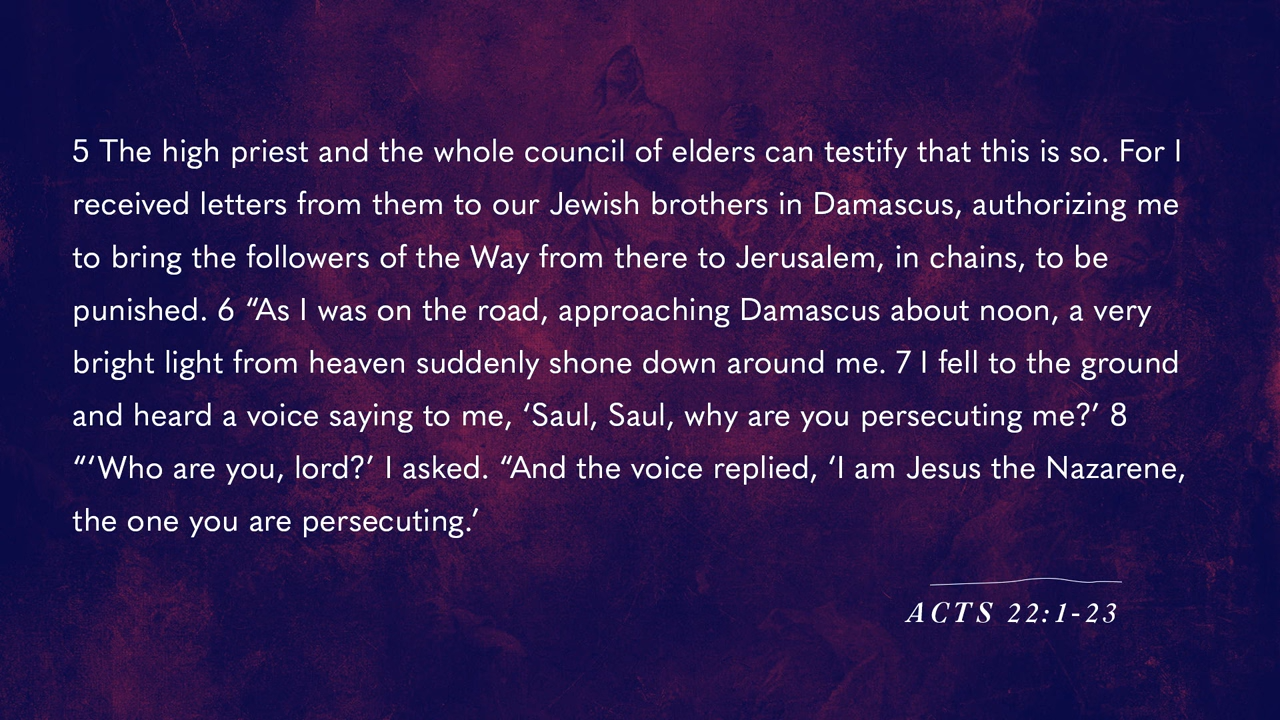 5 The high priest and the whole council of elders can testify that this is so. For I
received letters from them to our Jewish brothers in Damascus, authorizing me
to bring the followers of the Way from there to Jerusalem, in chains, to be
punished. 6 “As I was on the road, approaching Damascus about noon, a very
bright light from heaven suddenly shone down around me. 7 I fell to the ground
and heard a voice saying to me, ‘Saul, Saul, why are you persecuting me?’ 8
“‘Who are you, lord?’ I asked. “And the voice replied, ‘I am Jesus the Nazarene,
the one you are persecuting.’
ACTS 22:1-23